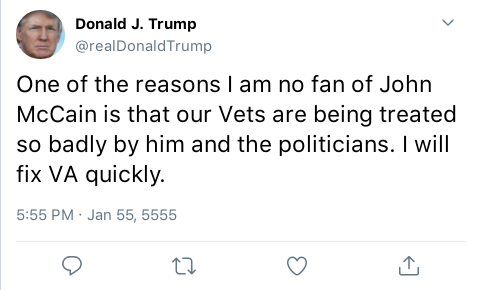 Donald J. Trump
@realDonaldTrump
One of the reasons I am no fan of John
McCain is that our Vets are being treated
so badly by him and the politicians. I will
fix VA quickly.
5:55 PM · Jan 55, 5555